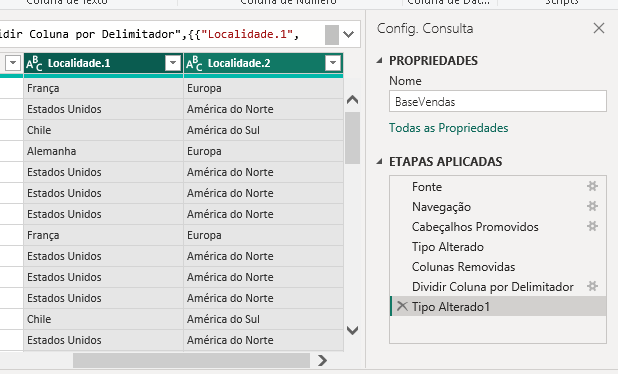 Coluna de Texto
Coluna de Número
Coluna de Dat...
Scripts
idir Coluna por Delimitador",{{"Localidade.1",
ABC Localidade.1 ABC Localidade.2
França Europa
Estados Unidos América do Norte
Chile América do Sul
Alemanha Europa
Estados Unidos América do Norte
Estados Unidos América do Norte
Estados Unidos América do Norte
França Europa
Estados Unidos América do Norte
Estados Unidos América do Norte
Estados Unidos América do Norte
Chile América do Sul
Estados Unidos América do Norte
Config. Consulta
PROPRIEDADES
Nome
BaseVendas
Todas as Propriedades
ETAPAS APLICADAS
Fonte
Navegação
Cabeçalhos Promovidos
Tipo Alterado
Colunas Removidas
Dividir Coluna por Delimitador
Tipo Alterado1